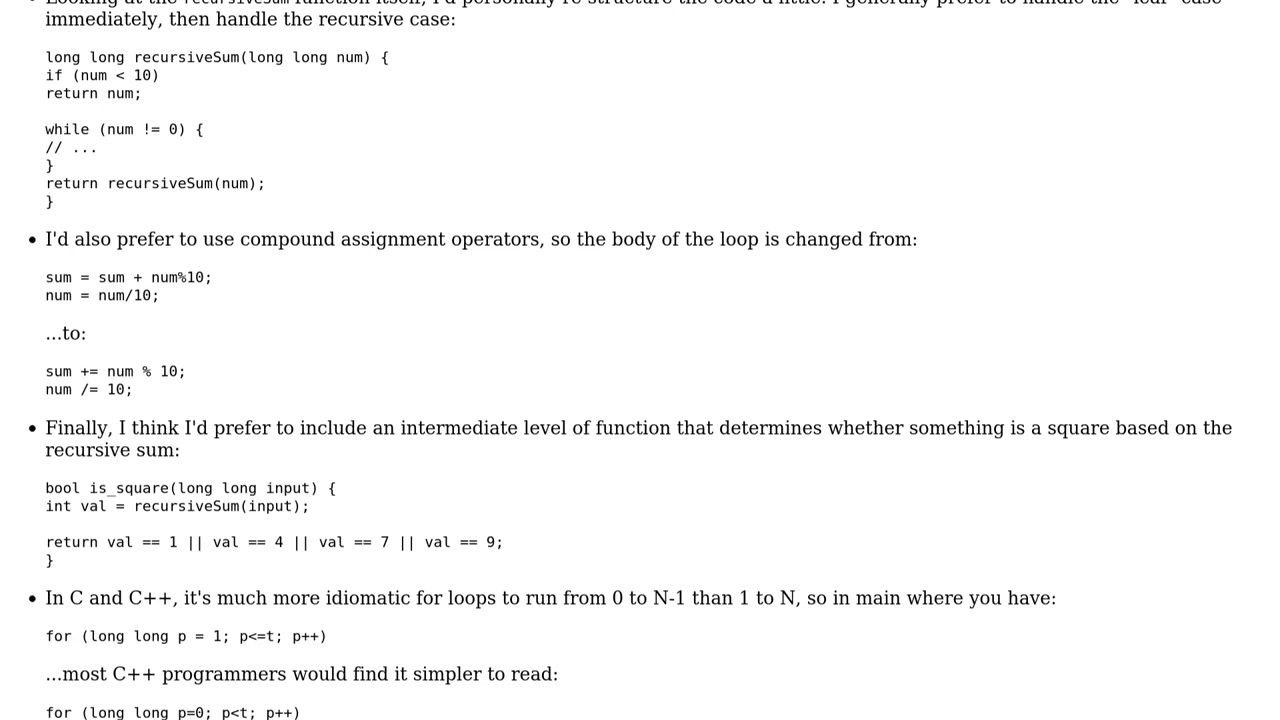 immediately, then handle the recursive case:
long long recursiveSum(long long num) {
if (num < 10)
return num;
while (num != 0) {
// ...
}
return recursiveSum(num);
}
• I'd also prefer to use compound assignment operators, so the body of the loop is changed from:
sum = sum + num%10;
num = num/10;
...to:
sum += num % 10;
num /= 10;
• Finally, I think I'd prefer to include an intermediate level of function that determines whether something is a square based on the
recursive sum:
bool is_square(long long input) {
int val = recursiveSum(input);
return val == 1 || val == 4 || val == 7 || val == 9;
}
• In C and C++, it's much more idiomatic for loops to run from 0 to N-1 than 1 to N, so in main where you have:
for (long long p = 1; p<=t; p++)
...most C++ programmers would find it simpler to read:
for (long long p=0; p<t; p++)